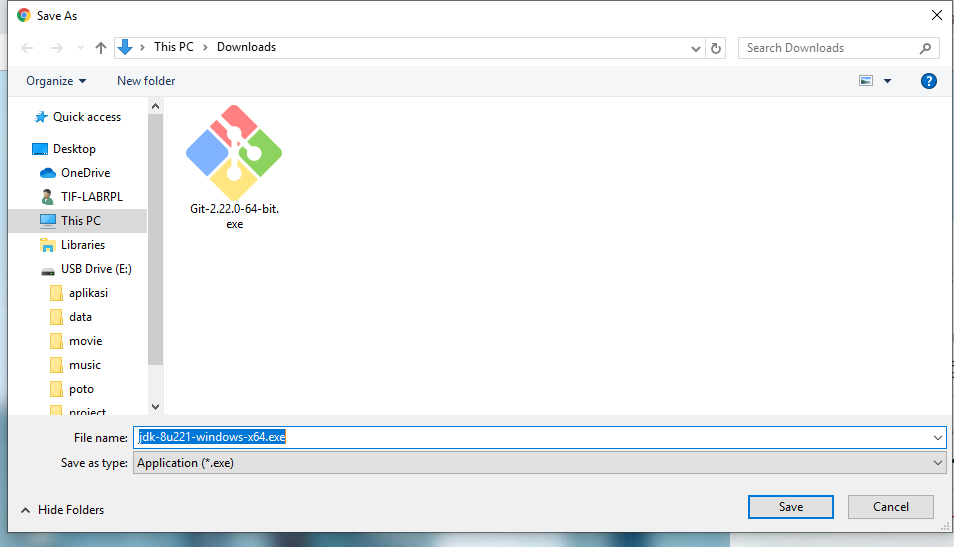 Save As
This PC > Downloads
Search Downloads
Organize
New folder
?
Quick access
Desktop
OneDrive
TIF-LABRPL
This PC
Libraries
USB Drive (E:)
aplikasi
data
movie
music
poto
project
Git-2.22.0-64-bit.
exe
File name: jdk-8u221-windows-x64.exe
Save as type: Application (*.exe)
Hide Folders
Save
Cancel